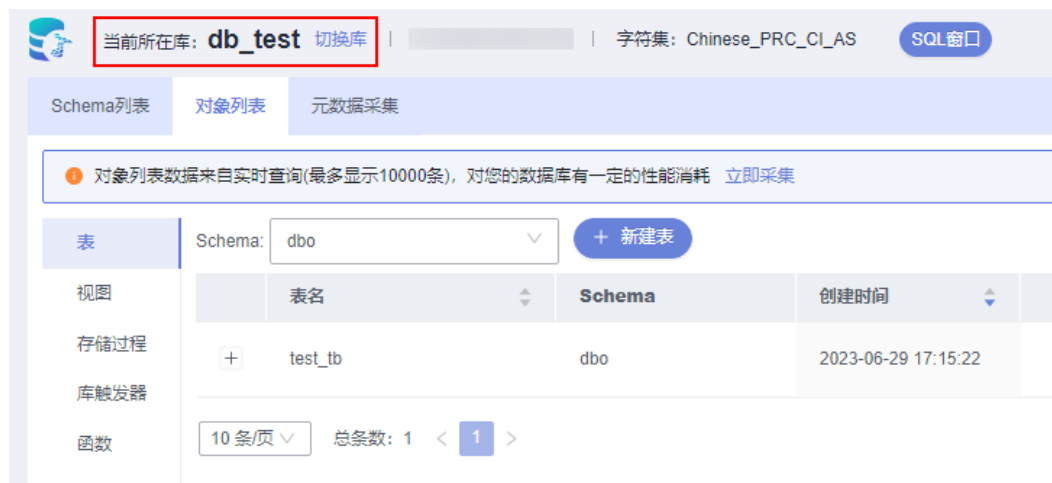 当前所在库: db_test 切换库 | | 字符集: Chinese_PRC_CI_AS SQL窗口
Schema列表 对象列表 元数据采集
对象列表数据来自实时查询(最多显示10000条)，对您的数据库有一定的性能消耗 立即采集
表 Schema: dbo + 新建表
视图 表名 Schema 创建时间
存储过程 + test_tb dbo 2023-06-29 17:15:22
库触发器
函数 10 条/页 总条数: 1 < 1 >